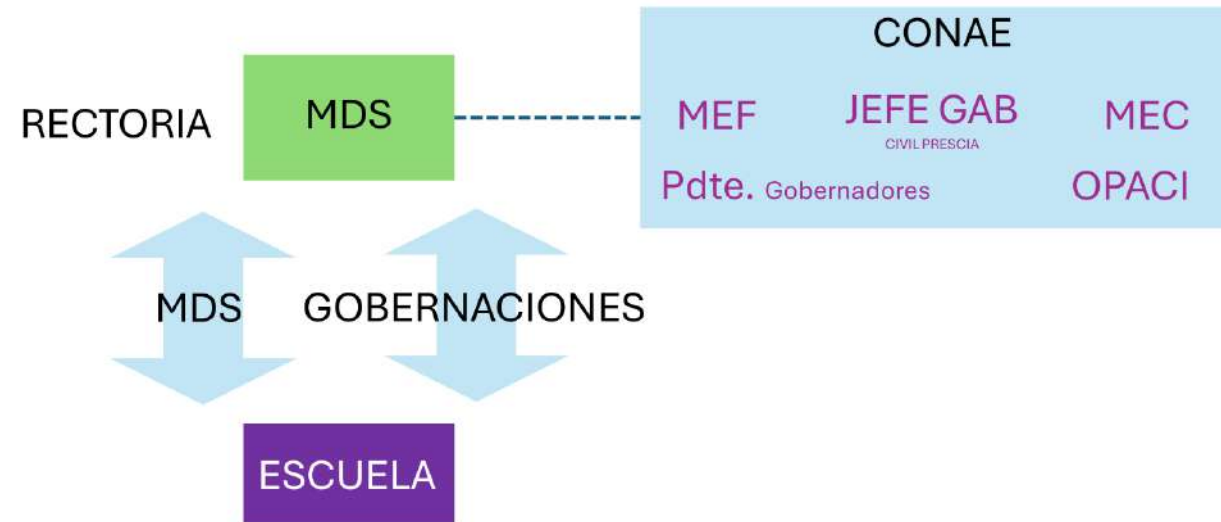 CONAE
RECTORIA
MDS
MEF
JEFE GAB
CIVIL PRESCIA
MEC
Pdte. Gobernadores
OPACI
MDS
GOBERNACIONES
ESCUELA